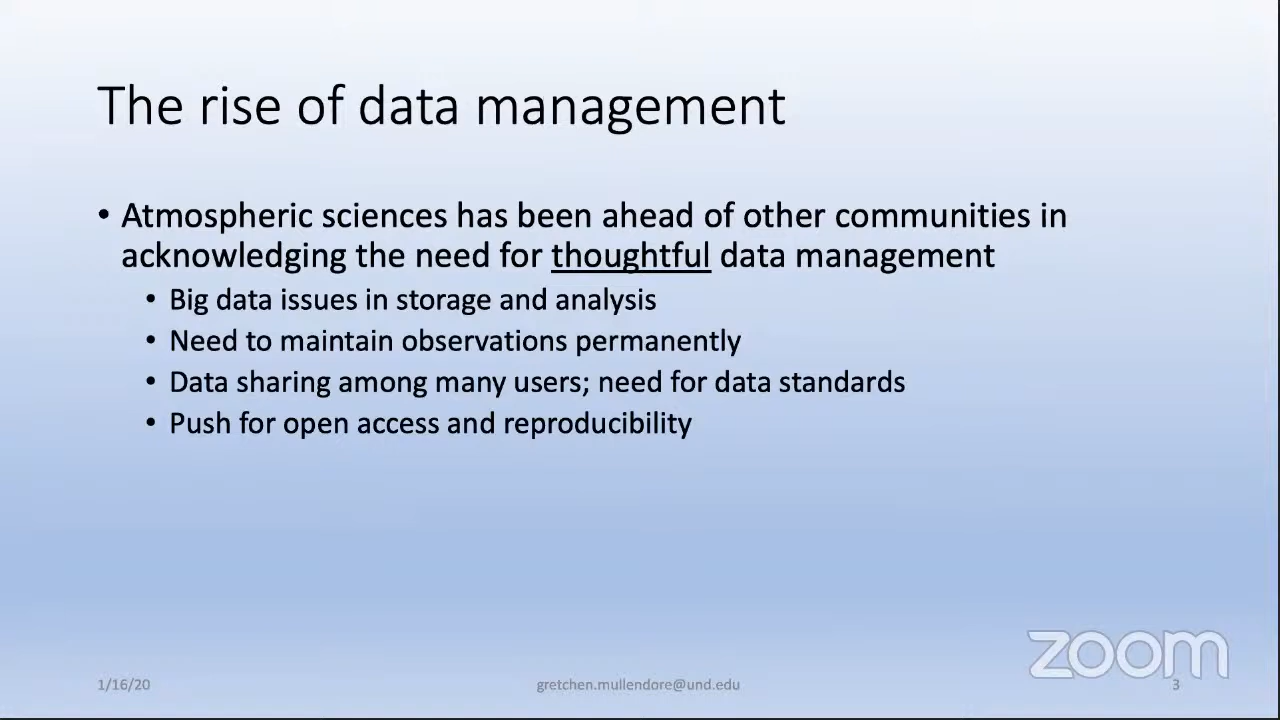 The rise of data management
• Atmospheric sciences has been ahead of other communities in
acknowledging the need for thoughtful data management
• Big data issues in storage and analysis
• Need to maintain observations permanently
• Data sharing among many users; need for data standards
• Push for open access and reproducibility
zoom
1/16/20
gretchen.mullendore@und.edu
3